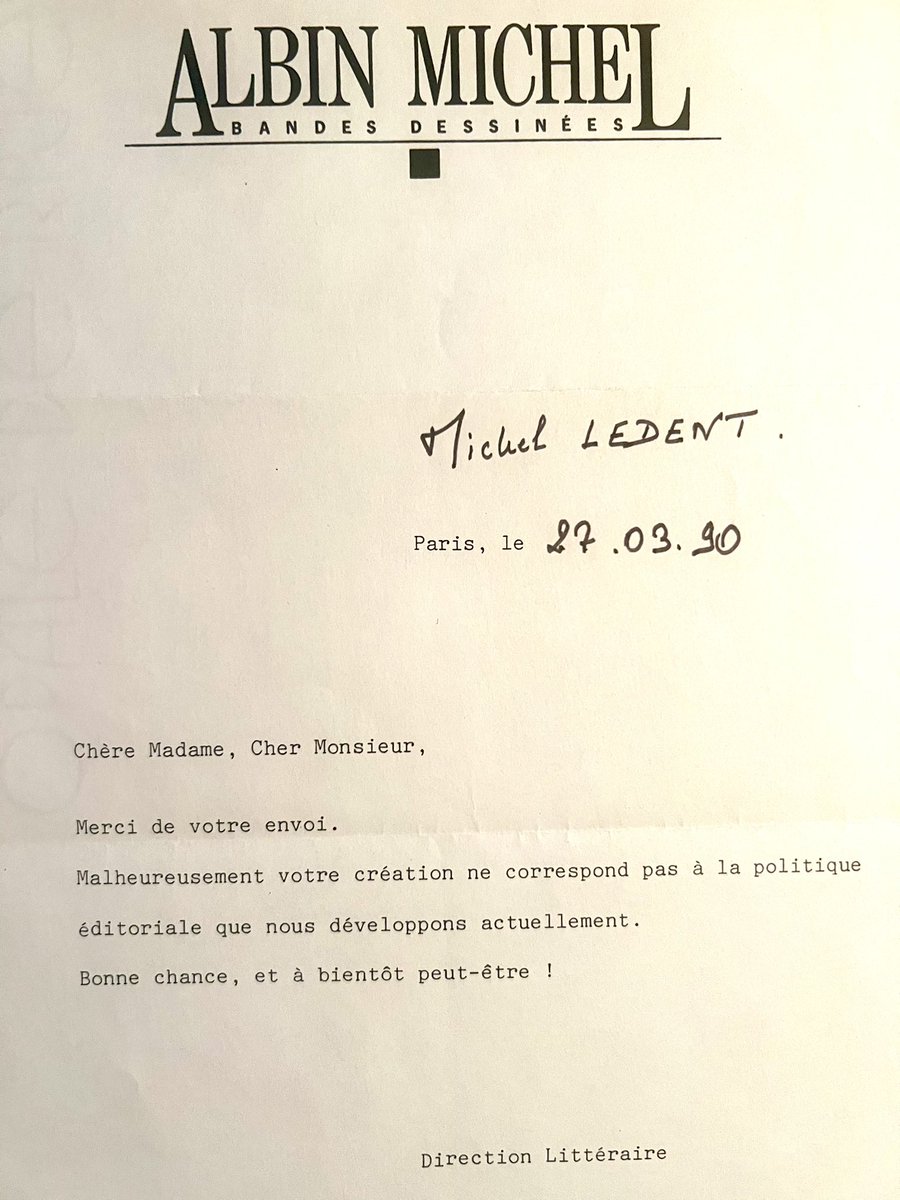 ALBIN MICHEL
BANDES DESSINÉES
Michel LEDENT.
Paris, le 27.03.90
Chère Madame, Cher Monsieur,
Merci de votre envoi.
Malheureusement votre création ne correspond pas à la politique
éditoriale que nous développons actuellement.
Bonne chance, et à bientôt peut-être !
Direction Littéraire